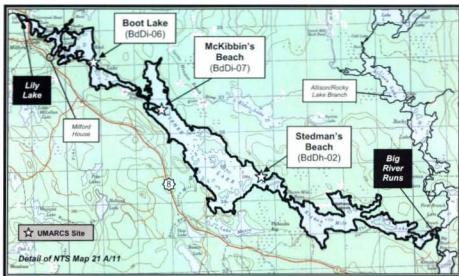 Boot Lake
(BdDi-06)
McKibbin's
Beach
(BdDi-07)
Lily
Lake
Milford
House
Allison/Rocky
Lake Branch
Stedman's
Beach
(BdDh-02)
Big
River
Runs
8
UMARCS Site
Detail of NTS Map 21 A/11